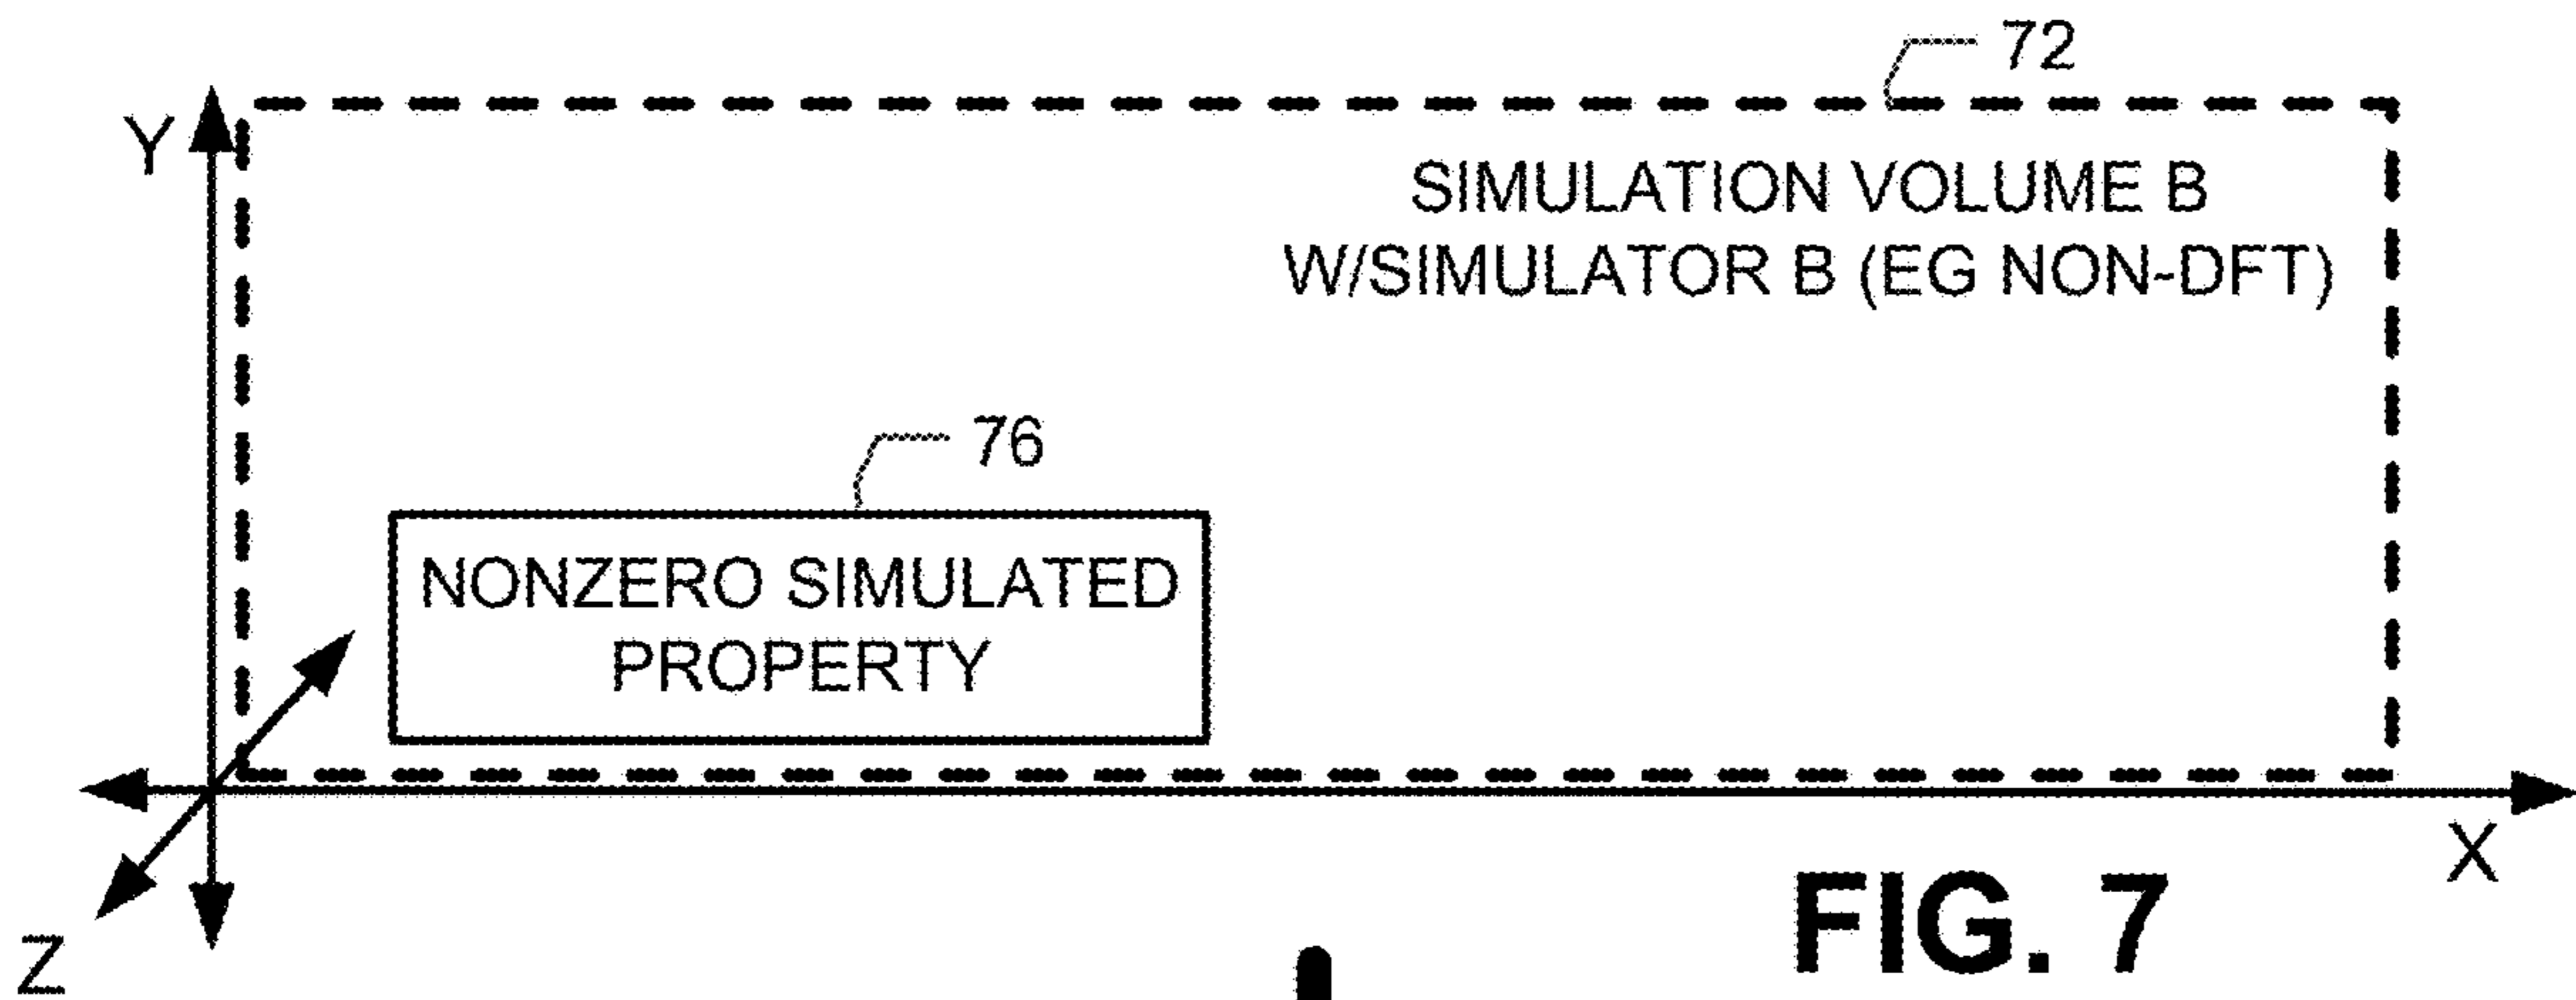 72
Y
SIMULATION VOLUME B
W/SIMULATOR B (EG NON-DFT)
76
NONZERO SIMULATED
PROPERTY
X
Z
FIG. 7